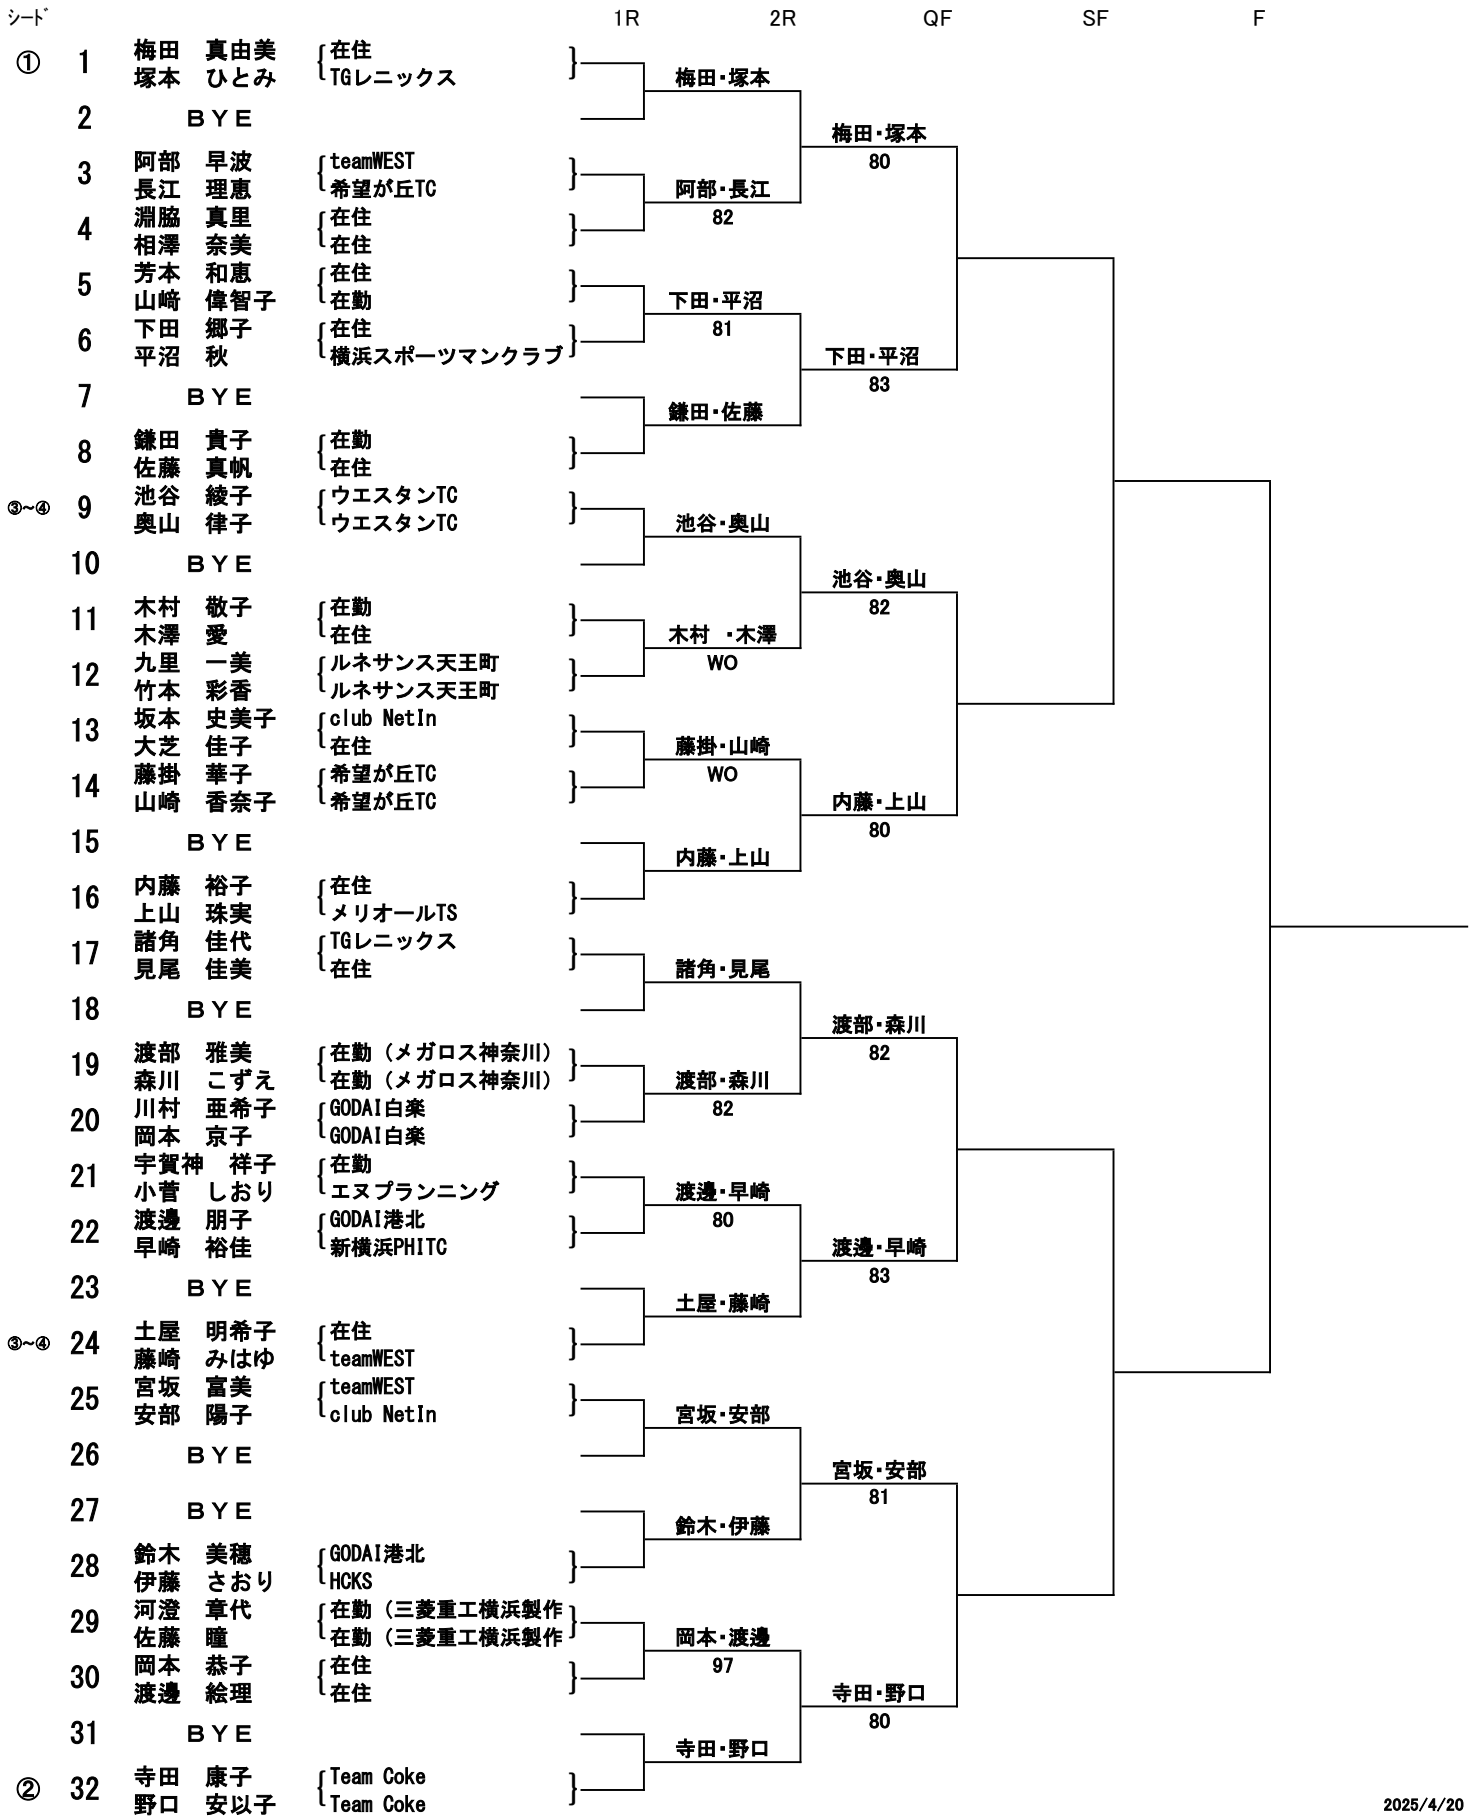 シード 1R 2R QF SF F
① 1 梅田 真由美 在住
塚本 ひとみ TGレニックス 梅田・塚本
2 BYE
梅田・塚本
80
3 阿部 早波 teamWEST
長江 理恵 希望が丘TC 阿部・長江
82
4 淵脇 真里 在住
相澤 奈美 在住
5 芳本 和恵 在住
山﨑 偉智子 在勤 下田・平沼
81
6 下田 郷子 在住
平沼 秋 横浜スポーツマンクラブ 下田・平沼
83
7 BYE
鎌田・佐藤
8 鎌田 貴子 在勤
佐藤 真帆 在住
③～④ 9 池谷 綾子 ウエスタンTC
奥山 律子 ウエスタンTC 池谷・奥山
10 BYE
池谷・奥山
82
11 木村 敬子 在勤
木澤 愛 在住 木村 ・木澤
WO
12 九里 一美 ルネサンス天王町
竹本 彩香 ルネサンス天王町
13 坂本 史美子 club NetIn
大芝 佳子 在住 藤掛・山崎
WO
14 藤掛 華子 希望が丘TC
山崎 香奈子 希望が丘TC 内藤・上山
80
15 BYE
内藤・上山
16 内藤 裕子 在住
上山 珠実 メリオールTS
17 諸角 佳代 TGレニックス
見尾 佳美 在住 諸角・見尾
18 BYE
渡部・森川
82
19 渡部 雅美 在勤（メガロス神奈川）
森川 こずえ 在勤（メガロス神奈川） 渡部・森川
82
20 川村 亜希子 GODAI白楽
岡本 京子 GODAI白楽
21 宇賀神 祥子 在勤
小菅 しおり エヌプランニング 渡邊・早崎
80
22 渡邊 朋子 GODAI港北
早崎 裕佳 新横浜PHITC 渡邊・早崎
83
23 BYE
土屋・藤崎
③～④ 24 土屋 明希子 在住
藤崎 みはゆ teamWEST
25 宮坂 富美 teamWEST
安部 陽子 club NetIn 宮坂・安部
26 BYE
宮坂・安部
81
27 BYE
鈴木・伊藤
28 鈴木 美穂 GODAI港北
伊藤 さおり HCKS
29 河澄 章代 在勤（三菱重工横浜製作
佐藤 瞳 在勤（三菱重工横浜製作 岡本・渡邊
97
30 岡本 恭子 在住
渡邊 絵理 在住 寺田・野口
80
31 BYE
寺田・野口
② 32 寺田 康子 Team Coke
野口 安以子 Team Coke
2025/4/20